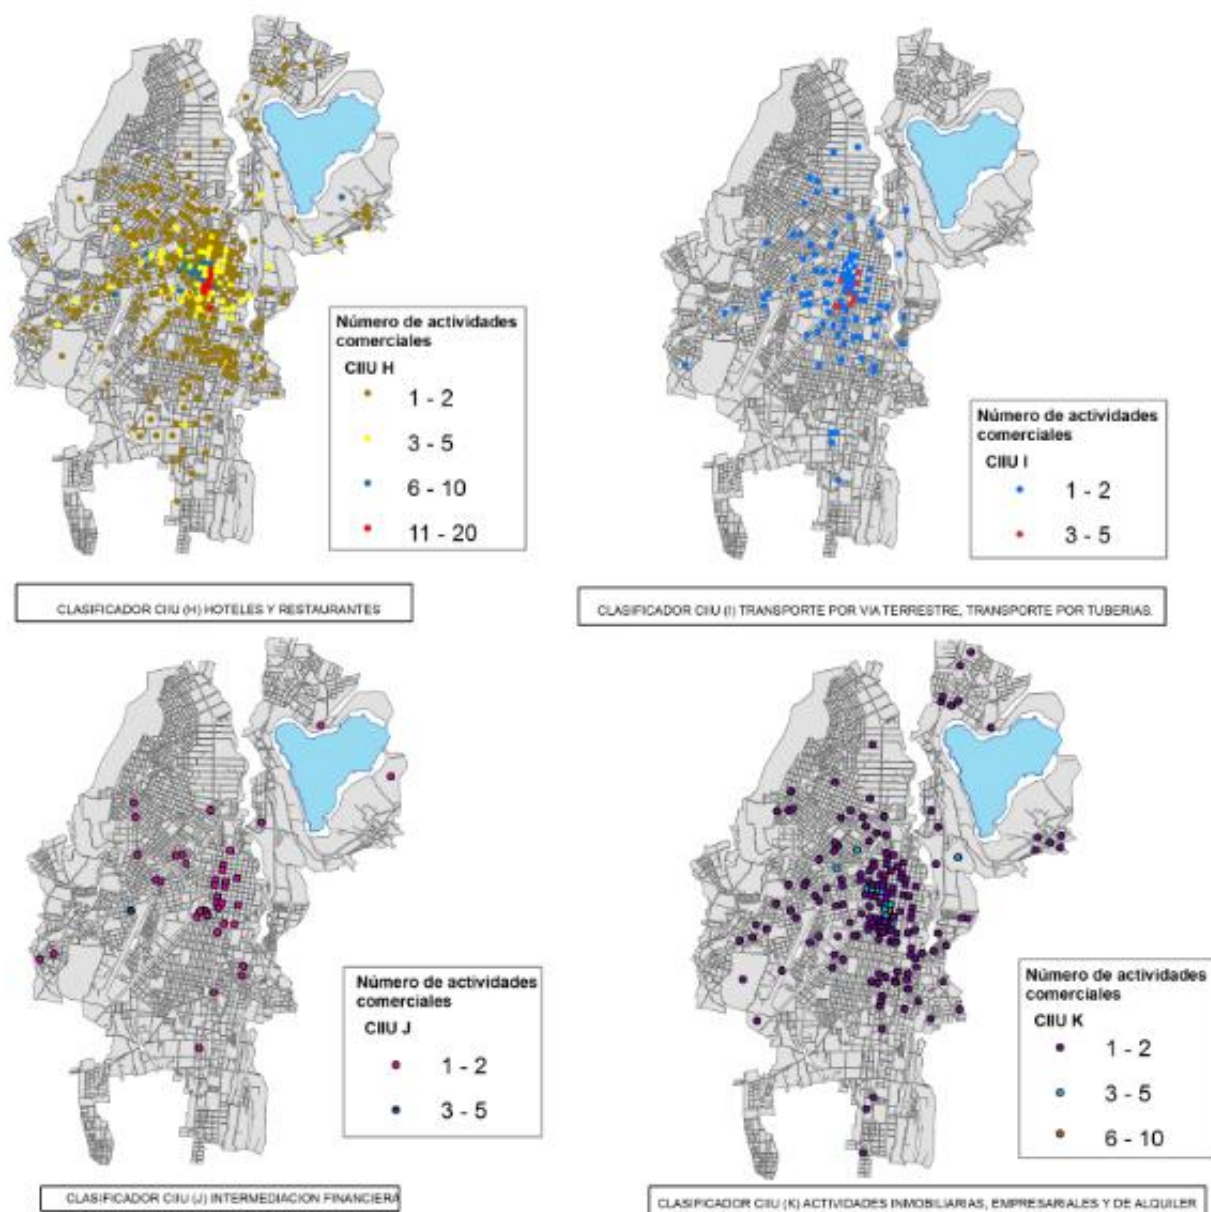 Número de actividades
comerciales
CIIU H
1 - 2
3 - 5
6 - 10
11 - 20
CLASIFICADOR CIIU (H) HOTELES Y RESTAURANTES
Número de actividades
comerciales
CIIU I
1 - 2
3 - 5
CLASIFICADOR CIIU (I) TRANSPORTE POR VIA TERRESTRE, TRANSPORTE POR TUBERIAS.
Número de actividades
comerciales
CIIU J
1 - 2
3 - 5
CLASIFICADOR CIIU (J) INTERMEDIACION FINANCIERA
Número de actividades
comerciales
CIIU K
1 - 2
3 - 5
6 - 10
CLASIFICADOR CIIU (K) ACTIVIDADES INMOBILIARIAS, EMPRESARIALES Y DE ALQUILER